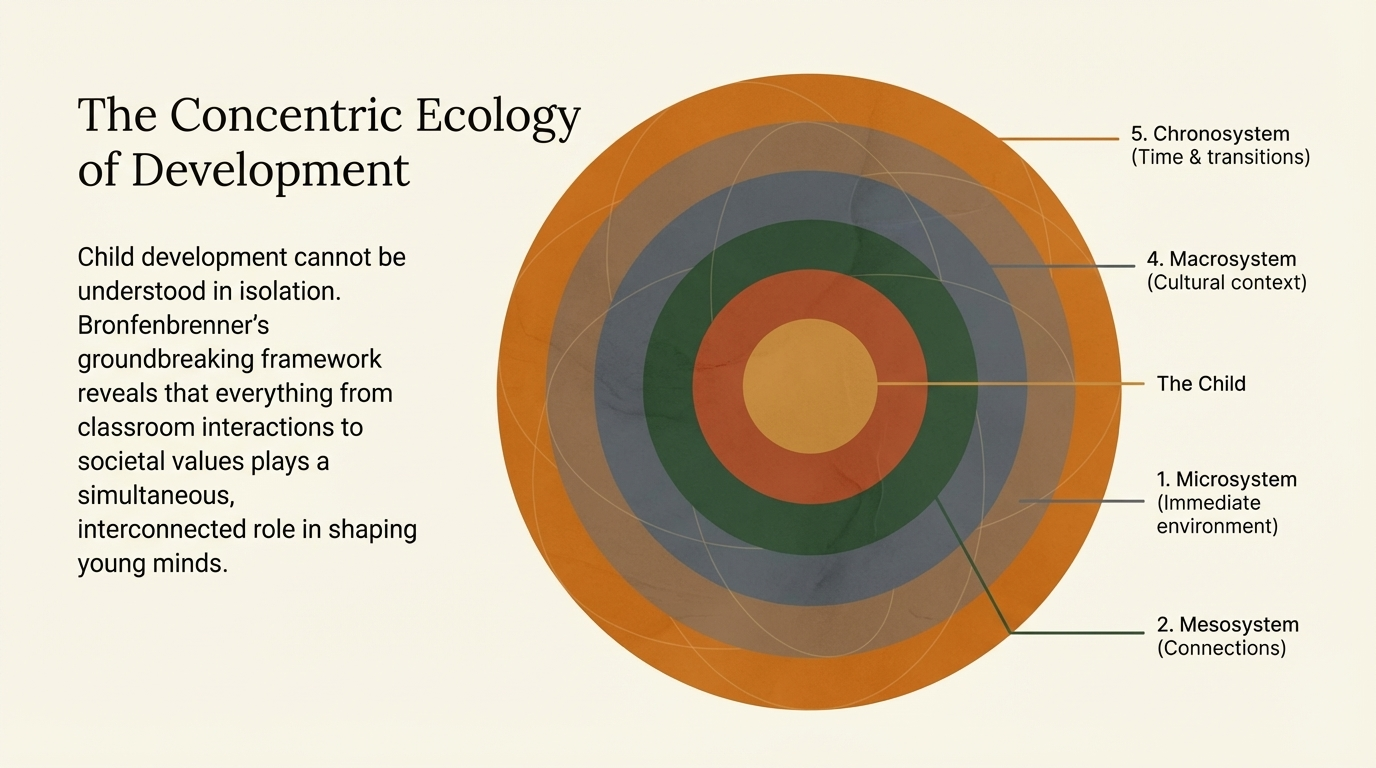 The Concentric Ecology
of Development
Child development cannot be
understood in isolation.
Bronfenbrenner’s
groundbreaking framework
reveals that everything from
classroom interactions to
societal values plays a
simultaneous,
interconnected role in shaping
young minds.
5. Chronosystem
(Time & transitions)
4. Macrosystem
(Cultural context)
The Child
1. Microsystem
(Immediate
environment)
2. Mesosystem
(Connections)